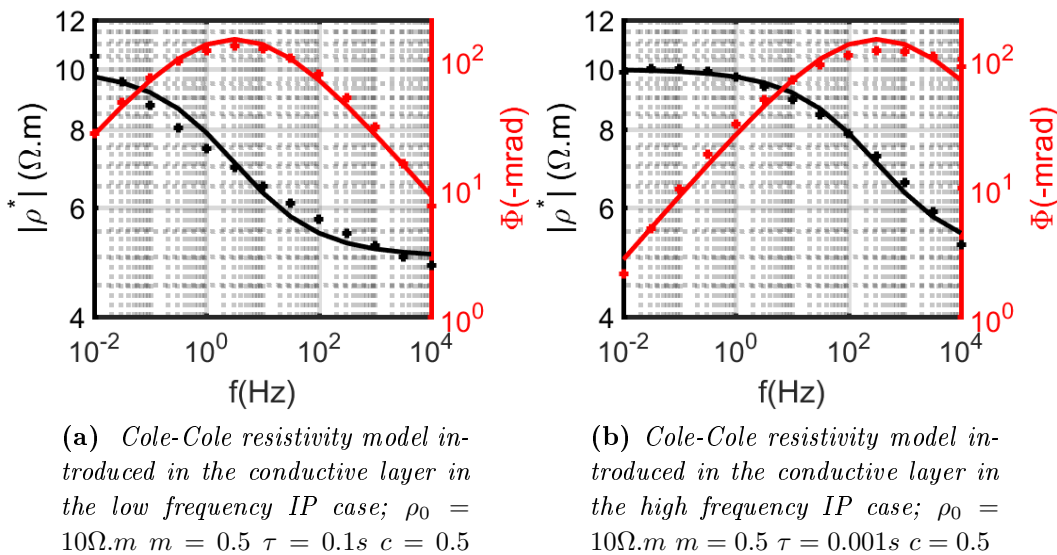 12
10
8
6
4
|ρ*| (Ω.m)
10^2
10^1
10^0
Φ(-mrad)
10^-2 10^0 10^2 10^4
f(Hz)
12
10
8
6
4
|ρ*| (Ω.m)
10^2
10^1
10^0
Φ(-mrad)
10^-2 10^0 10^2 10^4
f(Hz)
(a) Cole-Cole resistivity model in-
troduced in the conductive layer in
the low frequency IP case; ρ₀ =
10Ω.m m = 0.5 τ = 0.1s c = 0.5
(b) Cole-Cole resistivity model in-
troduced in the conductive layer in
the high frequency IP case; ρ₀ =
10Ω.m m = 0.5 τ = 0.001s c = 0.5